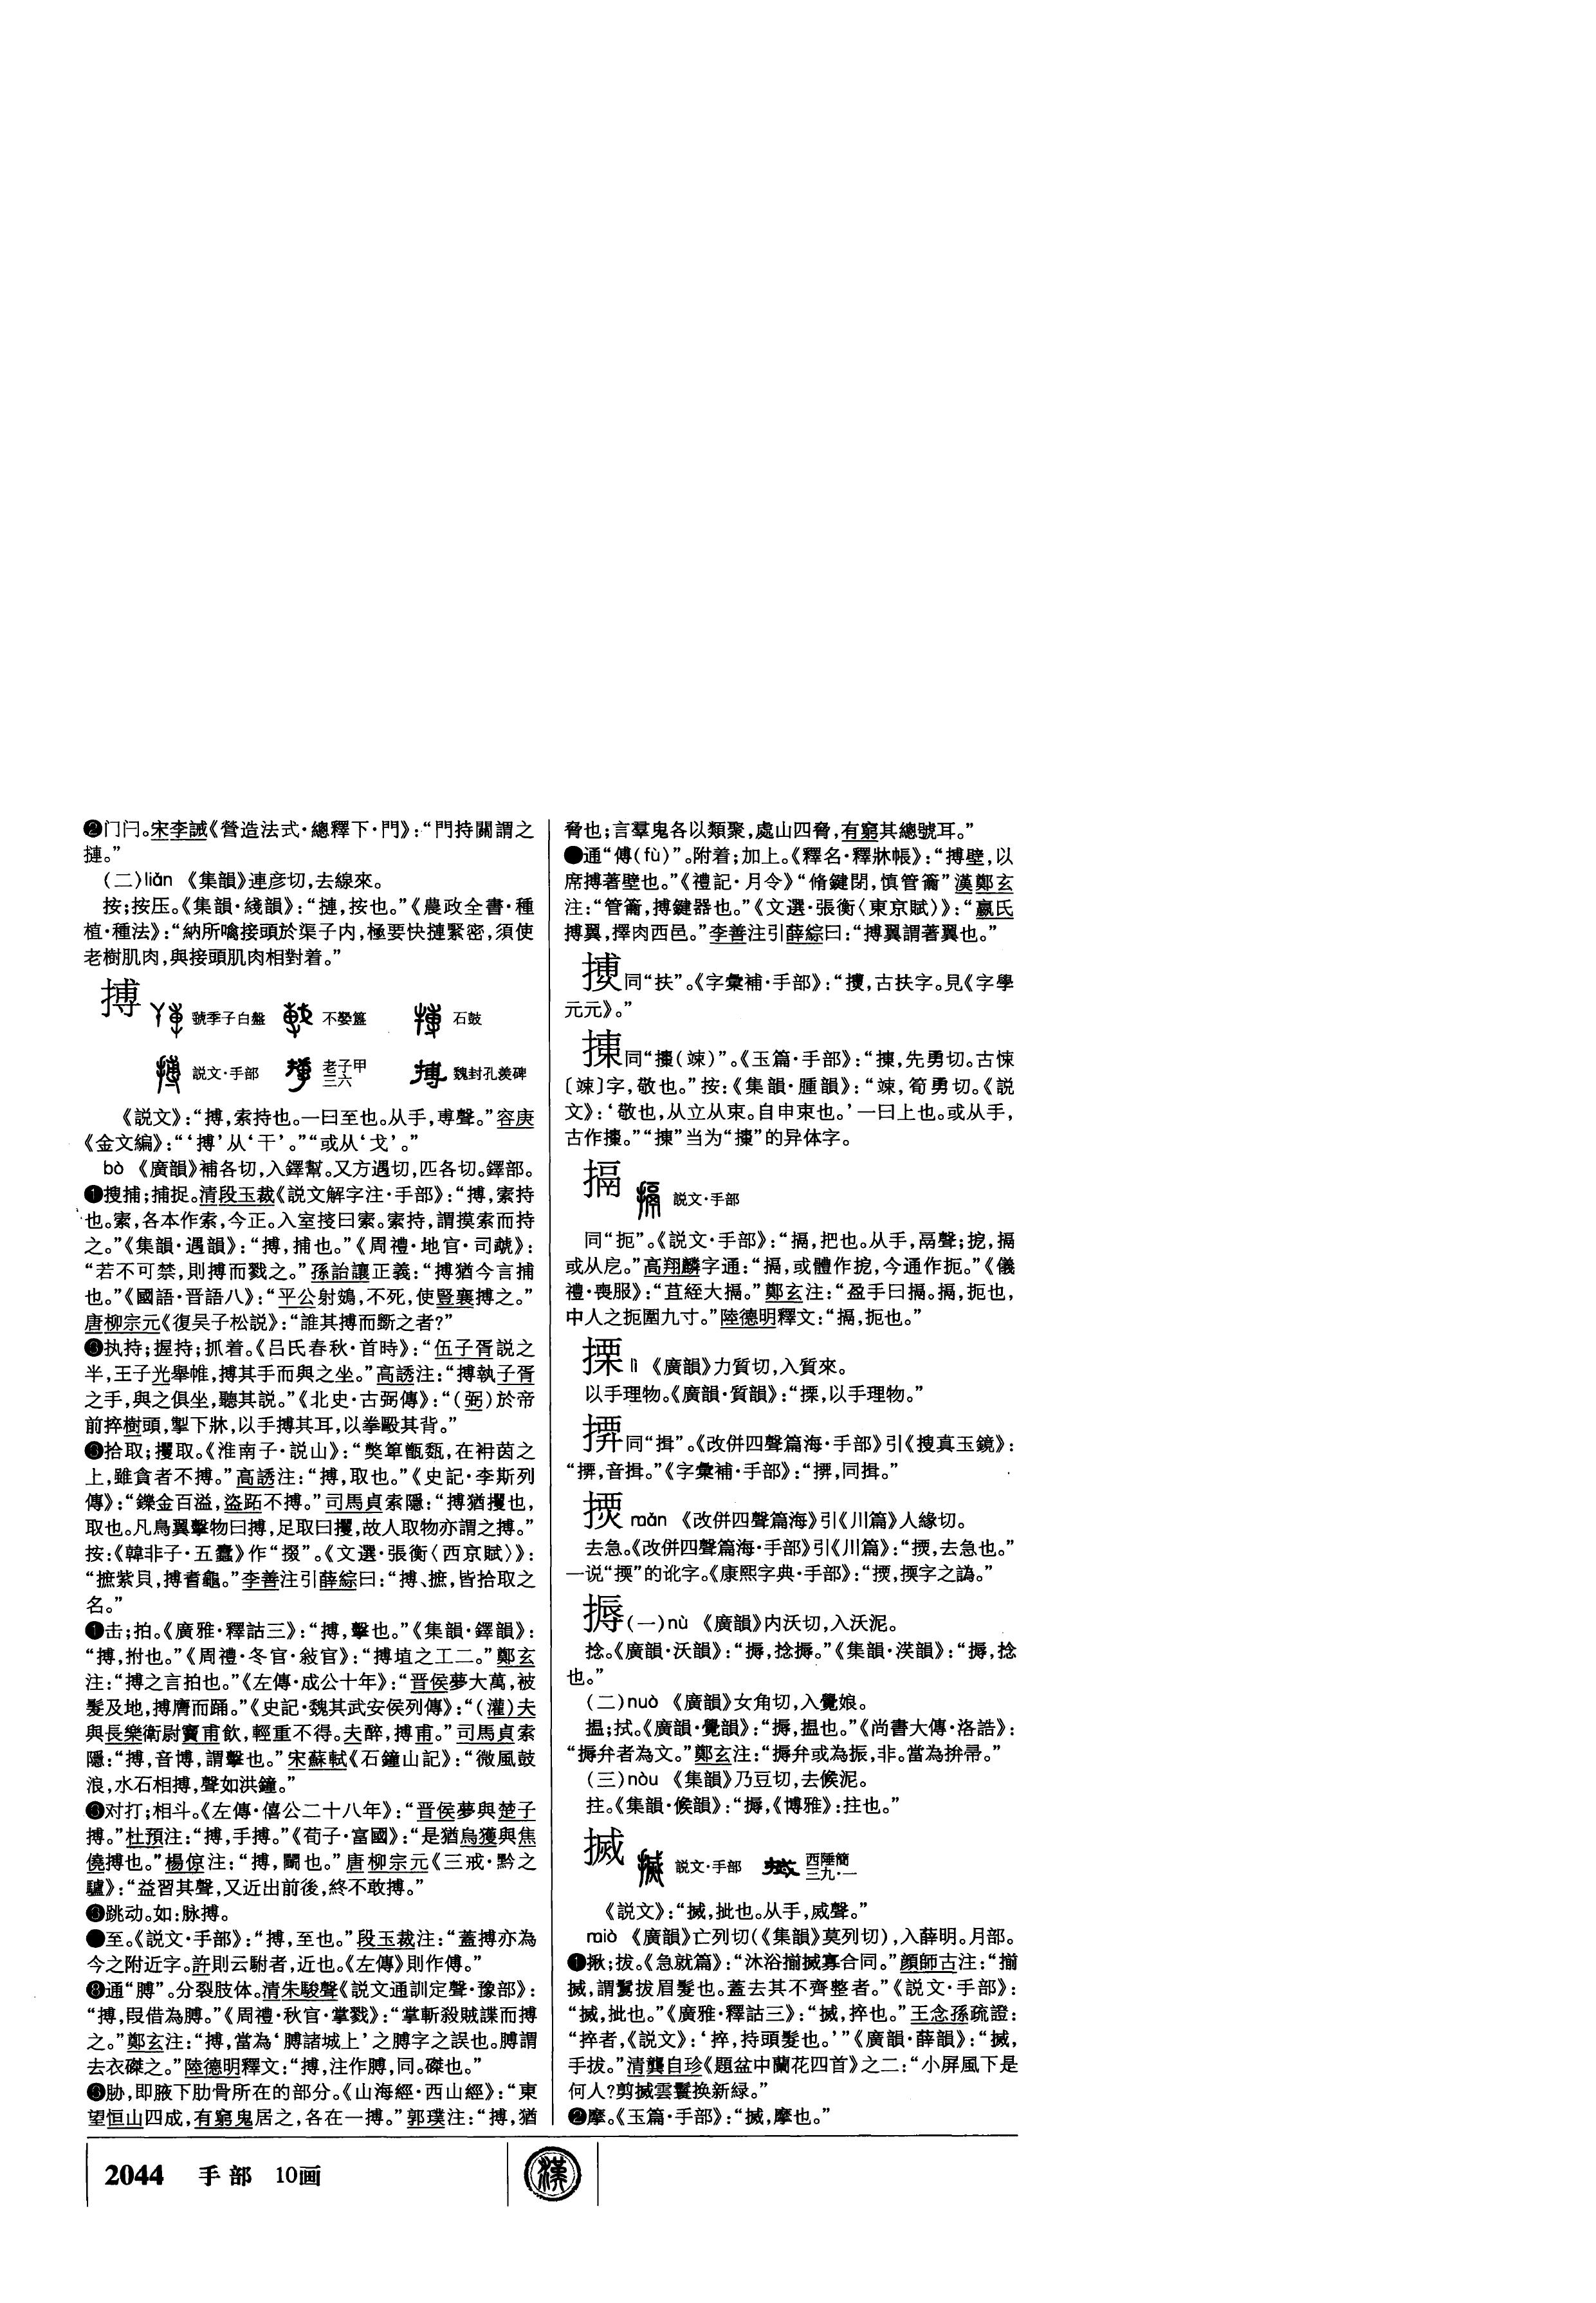 ❷门闩。宋李誡《營造法式·總釋下·門》：“門持關謂之
摙。”
（二）liǎn 《集韻》連彦切，去線來。
按；按压。《集韻·綫韻》：“摙，按也。”《農政全書·種
植·種法》：“納所噙接頭於渠子内，極要快摙緊密，須使
老樹肌肉，與接頭肌肉相對着。”
搏 虢季子白盤 不𡢁簋 石鼓
説文·手部 老子甲三六 魏封孔羡碑
《説文》：“搏，索持也。一曰至也。从手，尃聲。”容庚
《金文編》：“‘搏’从‘干’。”“或从‘戈’。”
bó 《廣韻》補各切，入鐸幫。又方遇切，匹各切。鐸部。
❶搜捕；捕捉。清段玉裁《説文解字注·手部》：“搏，索持
也。索，各本作索，今正。入室㨗曰索。索持，謂摸索而持
之。”《集韻·遇韻》：“搏，捕也。”《周禮·地官·司虣》：
“若不可禁，則搏而戮之。”孫詒讓正義：“搏猶今言捕
也。”《國語·晋語八》：“平公射鴳，不死，使豎襄搏之。”
唐柳宗元《復吴子松説》：“誰其搏而斵之者？”
执持；握持；抓着。《吕氏春秋·首時》：“伍子胥説之
半，王子光舉帷，搏其手而與之坐。”高誘注：“搏執子胥
之手，與之俱坐，聽其説。”《北史·古弼傳》：“（弼）於帝
前捽樹頭，掣下牀，以手搏其耳，以拳毆其背。”
❸拾取；攫取。《淮南子·説山》：“獘箄甑瓾，在袇茵之
上，雖貪者不搏。”高誘注：“搏，取也。”《史記·李斯列
傳》：“鑠金百溢，盗跖不搏。”司馬貞索隱：“搏猶攫也，
取也。凡鳥翼擊物曰搏，足取曰攫，故人取物亦謂之搏。”
按：《韓非子·五蠹》作“掇”。《文選·張衡〈西京賦〉》：
“摭紫貝，搏耆龜。”李善注引薛綜曰：“搏、摭，皆拾取之
名。”
击；拍。《廣雅·釋詁三》：“搏，擊也。”《集韻·鐸韻》：
“搏，拊也。”《周禮·冬官·敍官》：“搏埴之工二。”鄭玄
注：“搏之言拍也。”《左傳·成公十年》：“晋侯夢大萬，被
髮及地，搏膺而踊。”《史記·魏其武安侯列傳》：“（灌）夫
與長樂衛尉竇甫飲，輕重不得。夫醉，搏甫。”司馬貞索
隱：“搏，音博，謂擊也。”宋蘇軾《石鐘山記》：“微風鼓
浪，水石相搏，聲如洪鐘。”
对打；相斗。《左傳·僖公二十八年》：“晋侯夢與楚子
搏。”杜預注：“搏，手搏。”《荀子·富國》：“是猶烏獲與焦
僥搏也。”楊倞注：“搏，鬭也。”唐柳宗元《三戒·黔之
驢》：“益習其聲，又近出前後，終不敢搏。”
跳动。如：脉搏。
至。《説文·手部》：“搏，至也。”段玉裁注：“蓋搏亦為
今之附近字。許則云駙者，近也。《左傳》則作傅。”
❽通“膊”。分裂肢体。清朱駿聲《説文通訓定聲·豫部》：
“搏，叚借為膊。”《周禮·秋官·掌戮》：“掌斬殺賊諜而搏
之。”鄭玄注：“搏，當為‘膊諸城上’之膊字之誤也。膊謂
去衣磔之。”陸德明釋文：“搏，注作膊，同。磔也。”
胁，即腋下肋骨所在的部分。《山海經·西山經》：“東
望恒山四成，有窮鬼居之，各在一搏。”郭璞注：“搏，猶
脅也；言羣鬼各以類聚，處山四脅，有窮其總號耳。”
通“傅（fù）”。附着；加上。《釋名·釋牀帳》：“搏壁，以
席搏著壁也。”《禮記·月令》“脩鍵閉，慎管籥”漢鄭玄
注：“管籥，搏鍵器也。”《文選·張衡〈東京賦〉》：“嬴氏
搏翼，擇肉西邑。”李善注引薛綜曰：“搏翼謂著翼也。”
同“扶”。《字彙補·手部》：“，古扶字。見《字學
元元》。”
同“㩳（竦）”。《玉篇·手部》：“，先勇切。古悚
〔竦〕字，敬也。”按：《集韻·腫韻》：“竦，筍勇切。《説
文》：‘敬也，从立从束。自申束也。’一曰上也。或从手，
古作㩳。”“”当为“㩳”的异体字。
搹 説文·手部
同“扼”。《説文·手部》：“搹，把也。从手，鬲聲；㧖，搹
或从戹。”高翔麟字通：“搹，或體作㧖，今通作扼。”《儀
禮·喪服》：“苴絰大搹。”鄭玄注：“盈手曰搹。搹，扼也，
中人之扼圍九寸。”陸德明釋文：“搹，扼也。”
㨸 lì 《廣韻》力質切，入質來。
以手理物。《廣韻·質韻》：“㨸，以手理物。”
同“揖”。《改併四聲篇海·手部》引《搜真玉鏡》：
“，音揖。”《字彙補·手部》：“，同揖。”
《改併四聲篇海》引《川篇》人緣切。
去急。《改併四聲篇海·手部》引《川篇》：“，去急也。”
一说“㨎”的讹字。《康熙字典·手部》：“，㨎字之譌。”
搙（一）nù 《廣韻》内沃切，入沃泥。
捻。《廣韻·沃韻》：“搙，捻搙。”《集韻·渓韻》：“搙，捻
也。”
（二）nuò 《廣韻》女角切，入覺娘。
揾；拭。《廣韻·覺韻》：“搙，揾也。”《尚書大傳·洛誥》：
“搙弁者為文。”鄭玄注：“搙弁或為振，非。當為拚帚。”
（三）nòu 《集韻》乃豆切，去候泥。
拄。《集韻·候韻》：“搙，《博雅》：拄也。”
搣 説文·手部 西陲簡三九·一
《説文》：“搣，㧗也。从手，烕聲。”
miè 《廣韻》亡列切（《集韻》莫列切），入薛明。月部。
❶揪；拔。《急就篇》：“沐浴揃搣寡合同。”顔師古注：“揃
搣，謂鬄拔眉髮也。蓋去其不齊整者。”《説文·手部》：
“搣，㧗也。”《廣雅·釋詁三》：“搣，捽也。”王念孫疏證：
“捽者，《説文》：‘捽，持頭髮也。’”《廣韻·薛韻》：“搣，
手拔。”清龔自珍《題盆中蘭花四首》之二：“小屏風下是
何人？剪搣雲鬟换新緑。”
❷摩。《玉篇·手部》：“搣，摩也。”
2044 手部 10画
漢